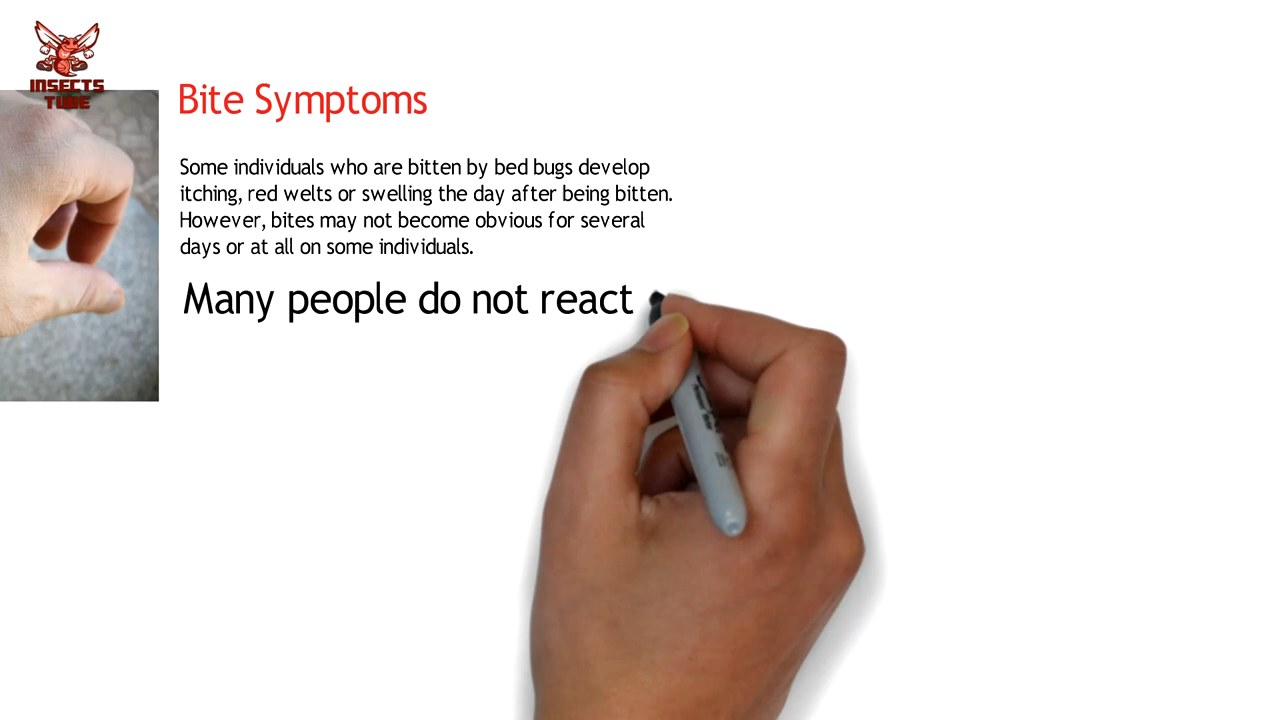 INSECTS
TUBE
Bite Symptoms
Some individuals who are bitten by bed bugs develop
itching, red welts or swelling the day after being bitten.
However, bites may not become obvious for several
days or at all on some individuals.
Many people do not react